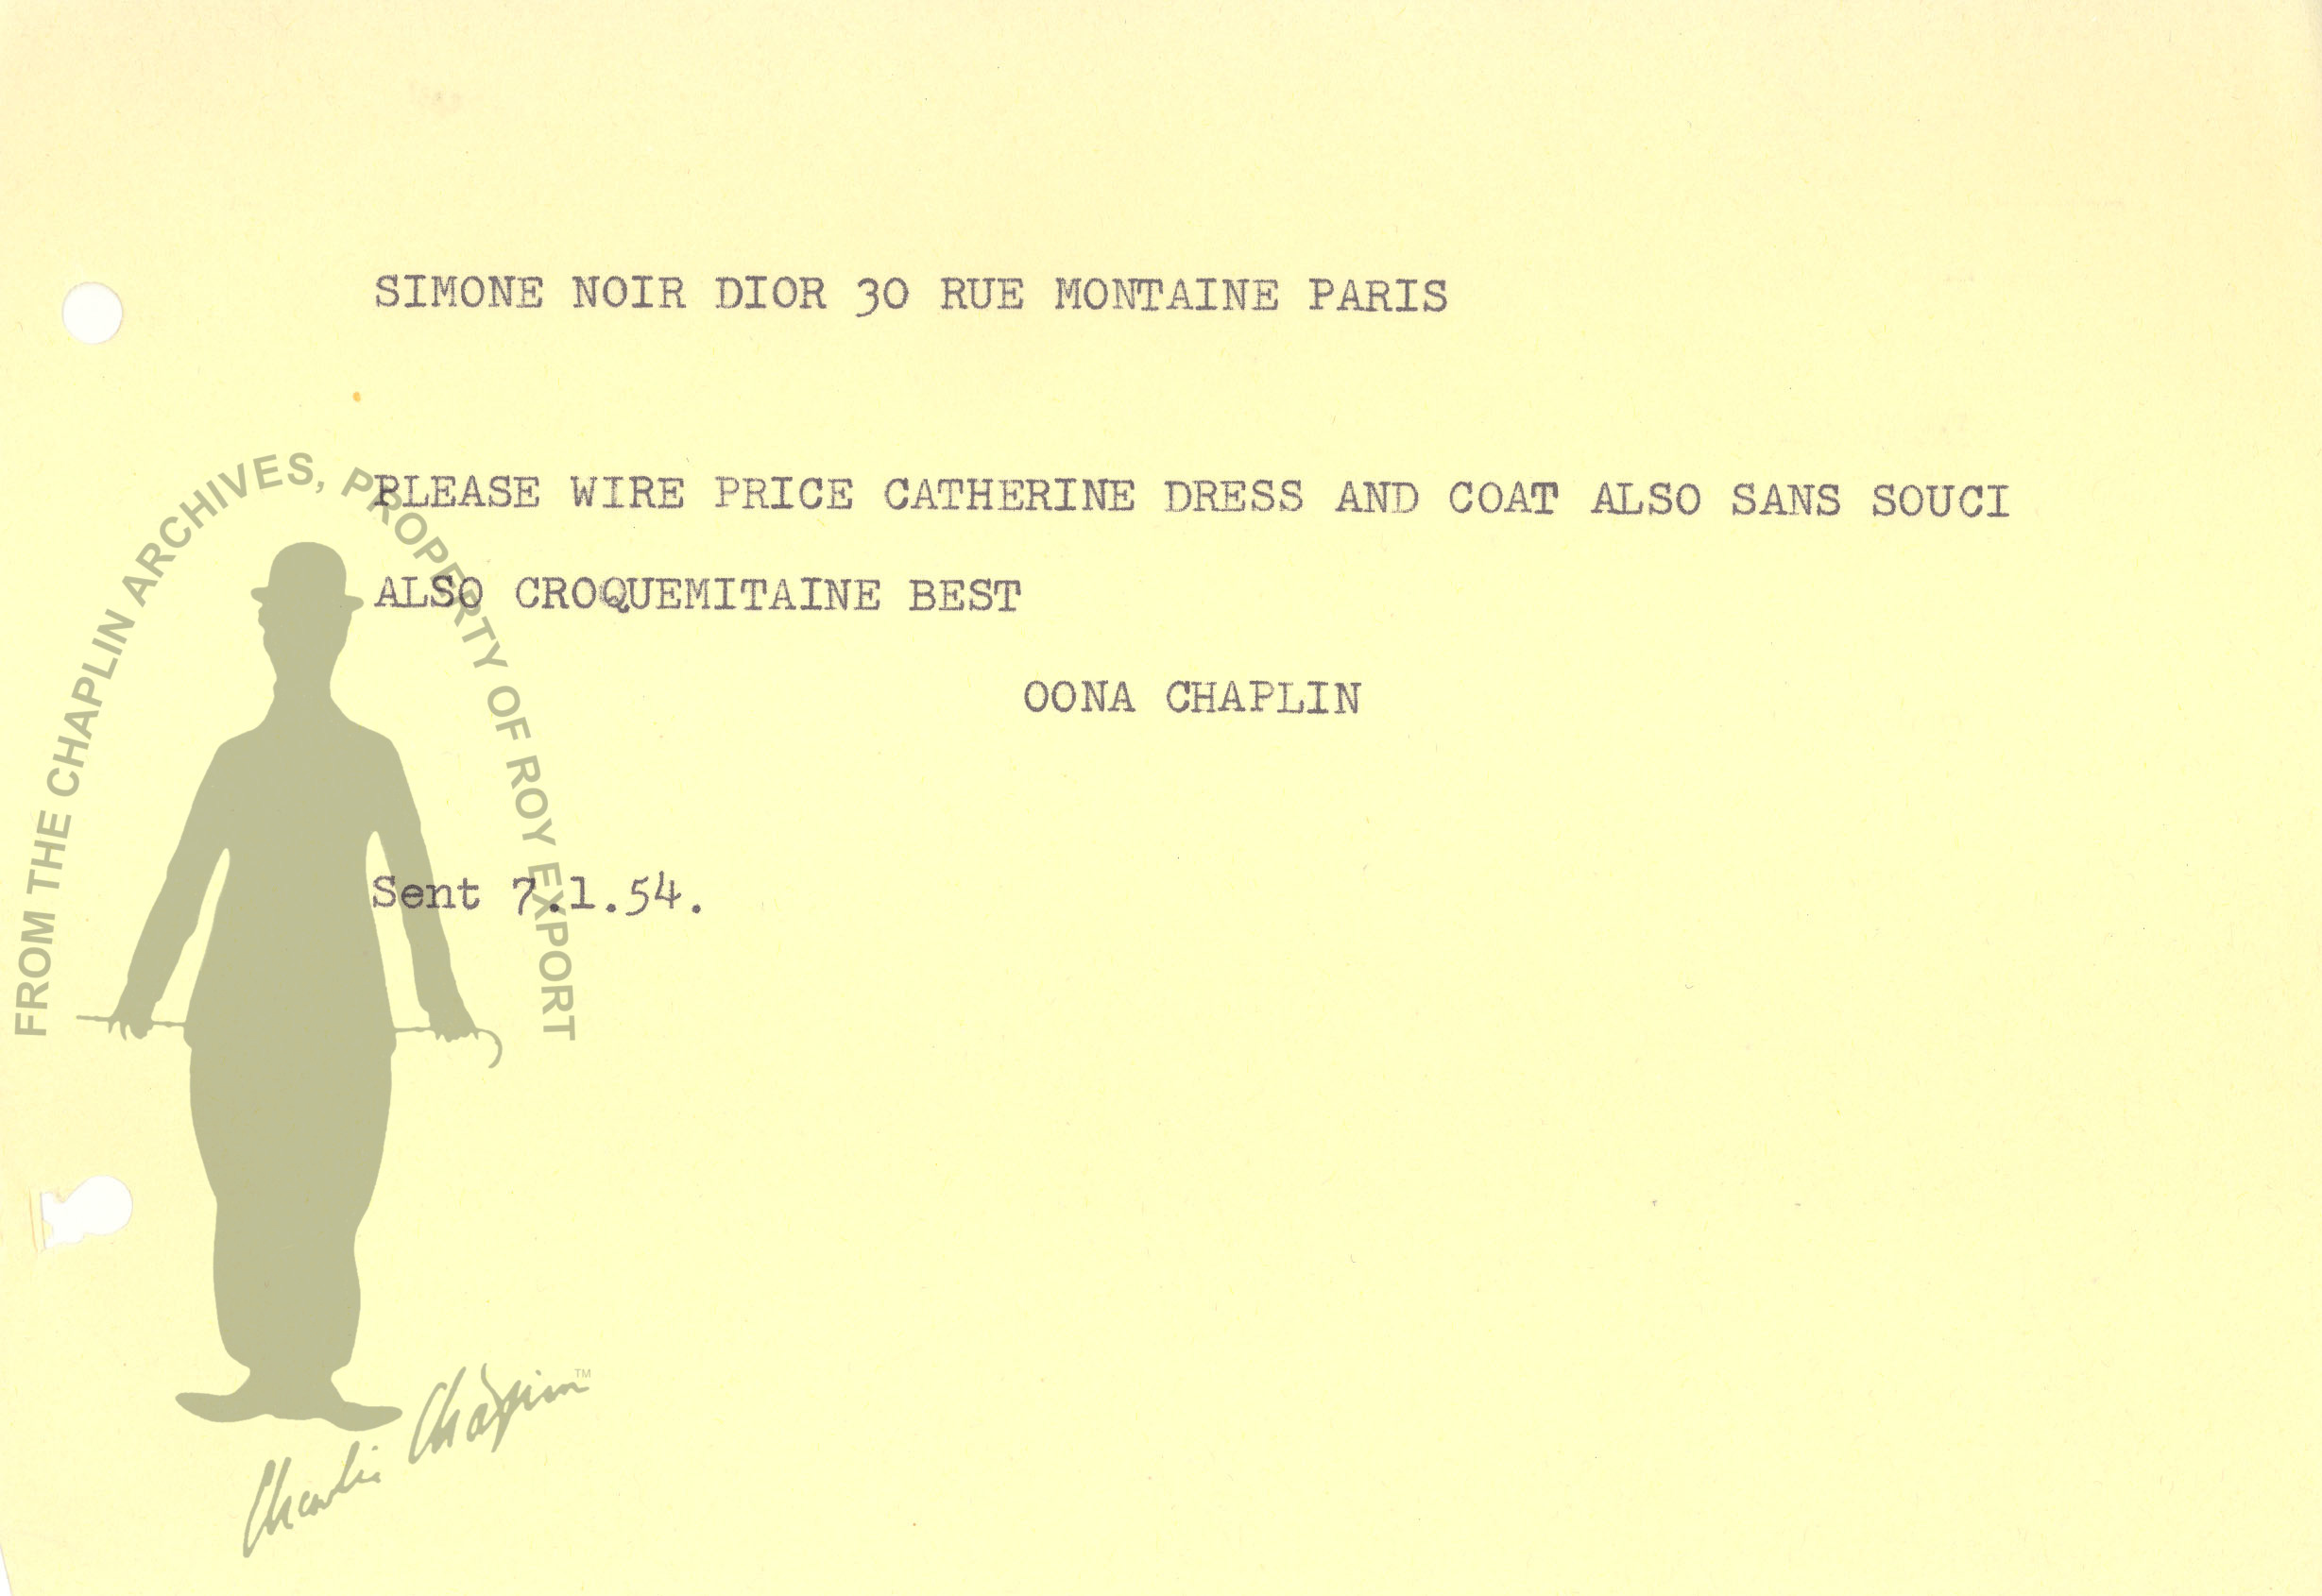 SIMONE NOIR DIOR 30 RUE MONTAINE PARIS
PLEASE WIRE PRICE CATHERINE DRESS AND COAT ALSO SANS SOUCI
ALSO CROQUEMITAINE BEST
OONA CHAPLIN
Sent 7.1.54.
FROM THE CHAPLIN ARCHIVES, PROPERTY OF ROY EXPORT
Charlie Chaplin™